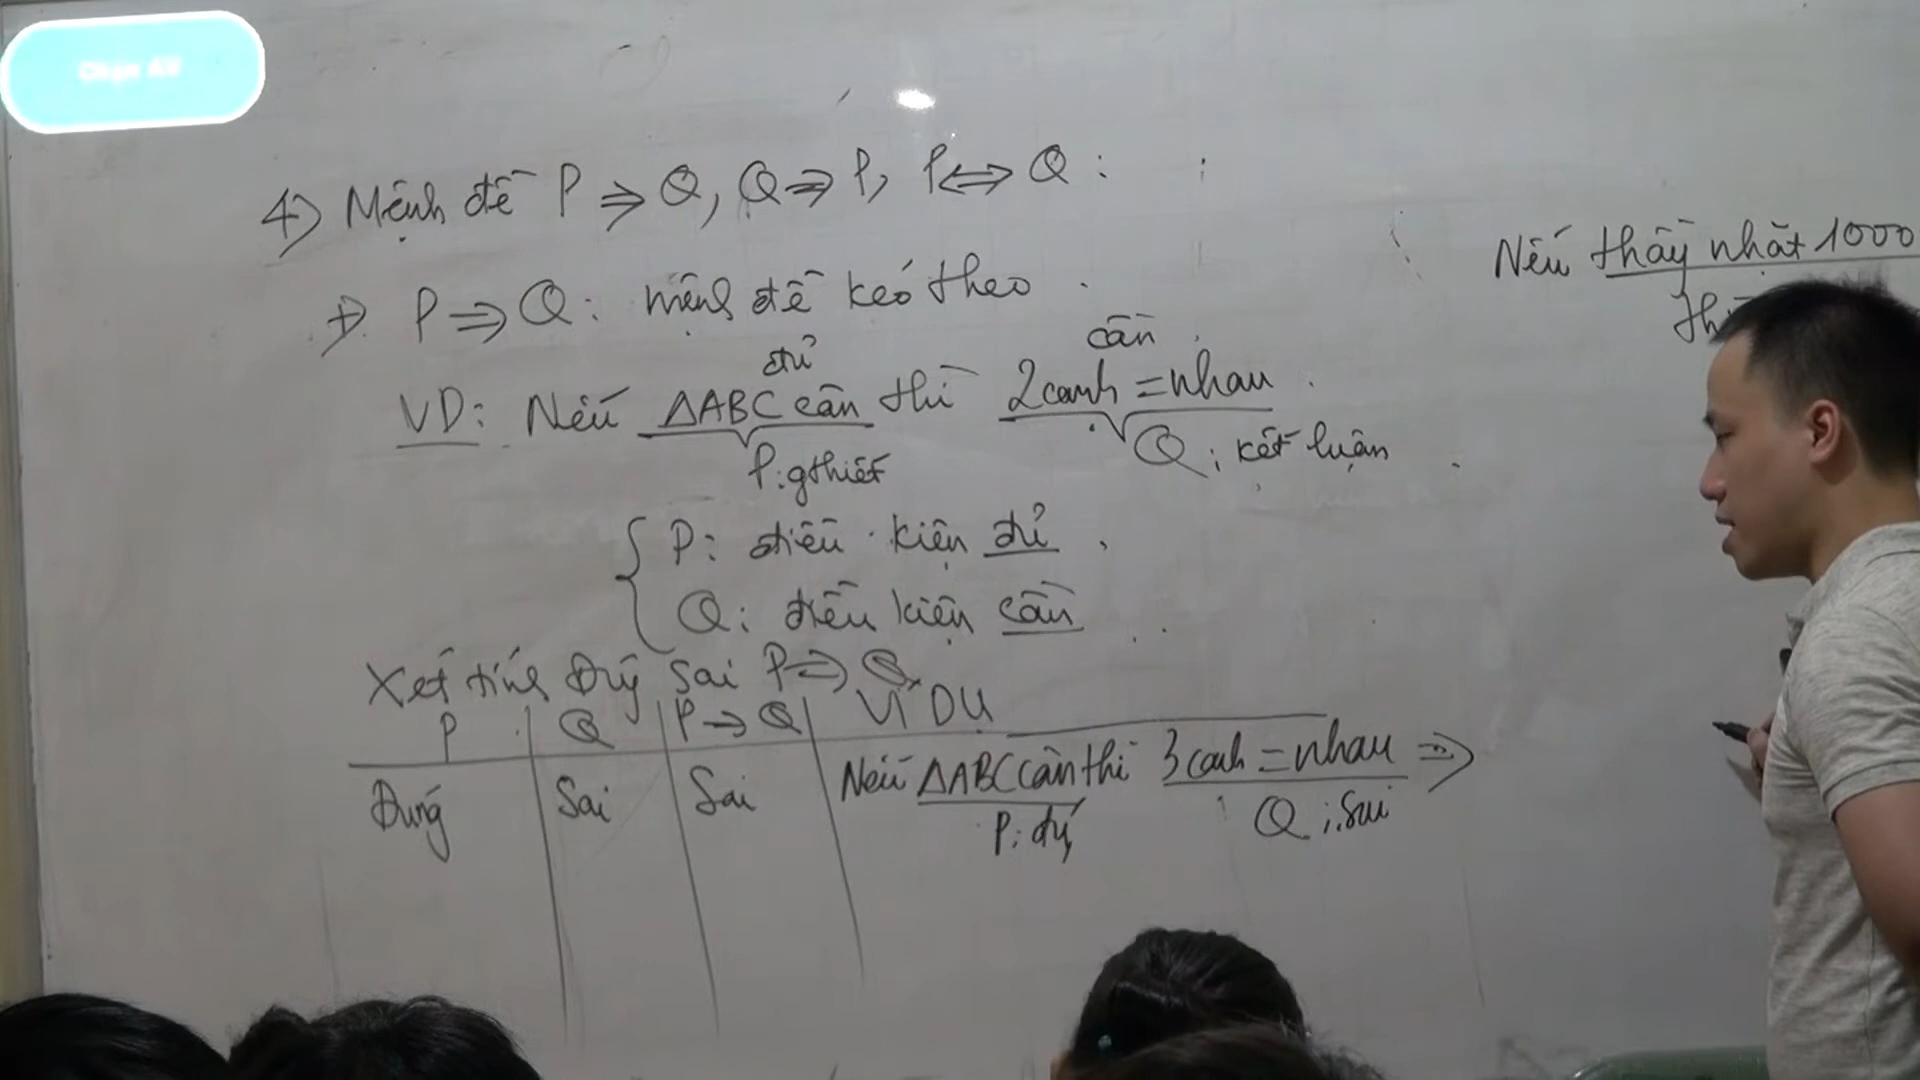 4) Mệnh đề P ⇒ Q, Q ⇒ P, P ⇔ Q :
+) P ⇒ Q : mệnh đề kéo theo
đủ
cần
VD: Nếu ΔABC cân thì 2 cạnh = nhau
P: gthiết
Q: kết luận
P: điều kiện đủ
Q: điều kiện cần
Xét tính Đúng Sai P ⇒ Q
P Q P → Q VÍ DỤ
Đúng Sai Sai Nếu ΔABC cân thì 3 cạnh = nhau ⇒
P: đ
Q: Sai
Nếu thầy nhặt 1000